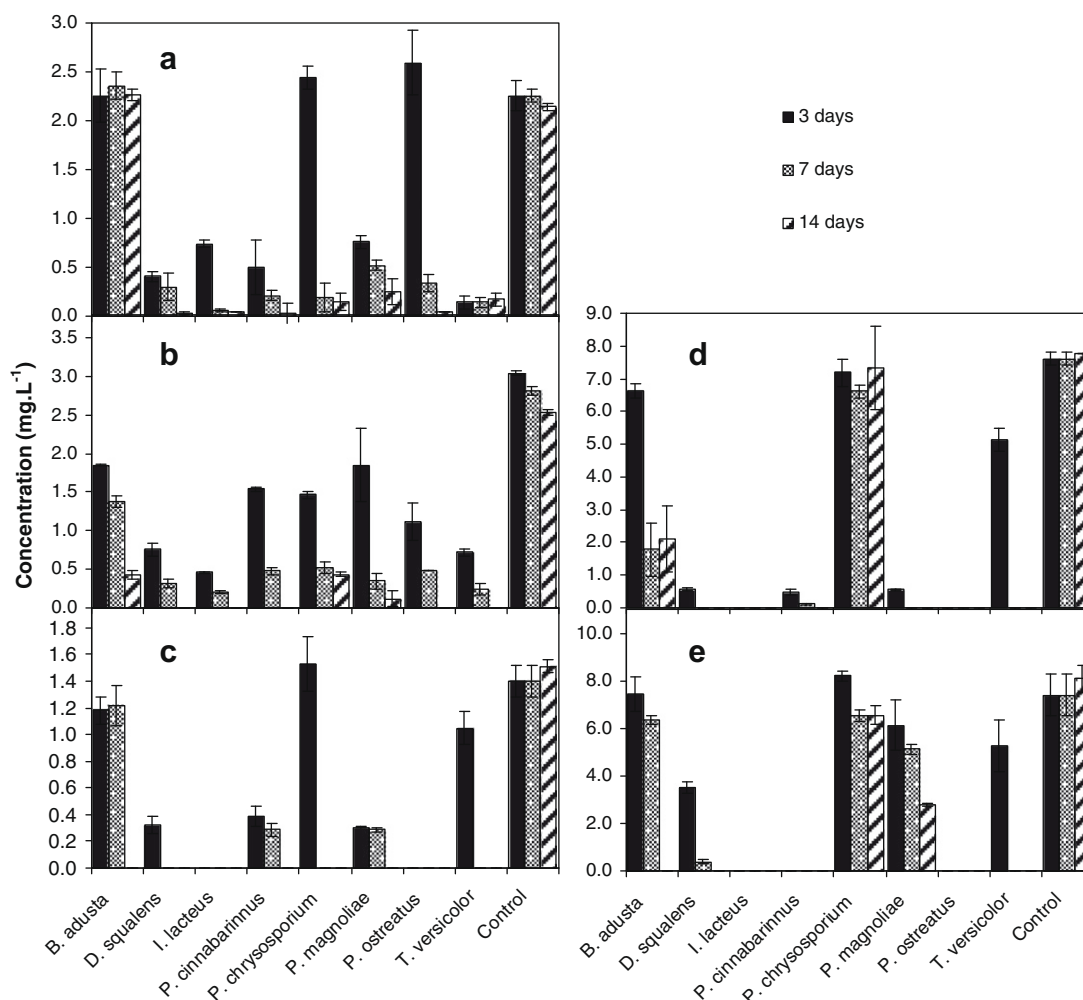 a
3.0
2.5
2.0
1.5
1.0
0.5
0.0
3 days
7 days
14 days
Concentration (mg.L-1)
b
3.5
3.0
2.5
2.0
1.5
1.0
0.5
0.0
d
9.0
8.0
7.0
6.0
5.0
4.0
3.0
2.0
1.0
0.0
c
1.8
1.6
1.4
1.2
1.0
0.8
0.6
0.4
0.2
0.0
e
10.0
8.0
6.0
4.0
2.0
0.0
B. adusta
D. squalens
I. lacteus
P. cinnabarinnus
P. chrysosporium
P. magnoliae
P. ostreatus
T. versicolor
Control
B. adusta
D. squalens
I. lacteus
P. cinnabarinnus
P. chrysosporium
P. magnoliae
P. ostreatus
T. versicolor
Control